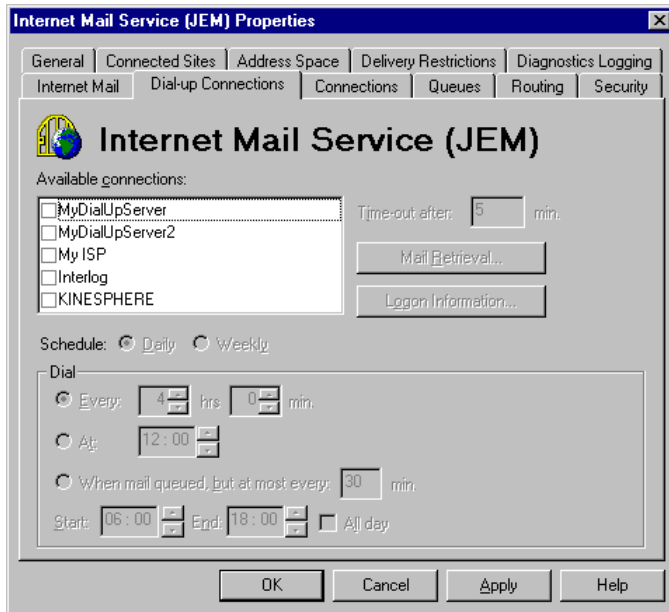 Internet Mail Service (JEM) Properties
General Connected Sites Address Space Delivery Restrictions Diagnostics Logging
Internet Mail Dial-up Connections Connections Queues Routing Security
Internet Mail Service (JEM)
Available connections:
MyDialUpServer
MyDialUpServer2
My ISP
Interlog
KINESPHERE
Time-out after: 5 min.
Mail Retrieval...
Logon Information...
Schedule: Daily Weekly
Dial
Every: 4 hrs 0 min.
At: 12:00
When mail queued, but at most every: 30 min.
Start: 06:00 End: 18:00 All day
OK Cancel Apply Help